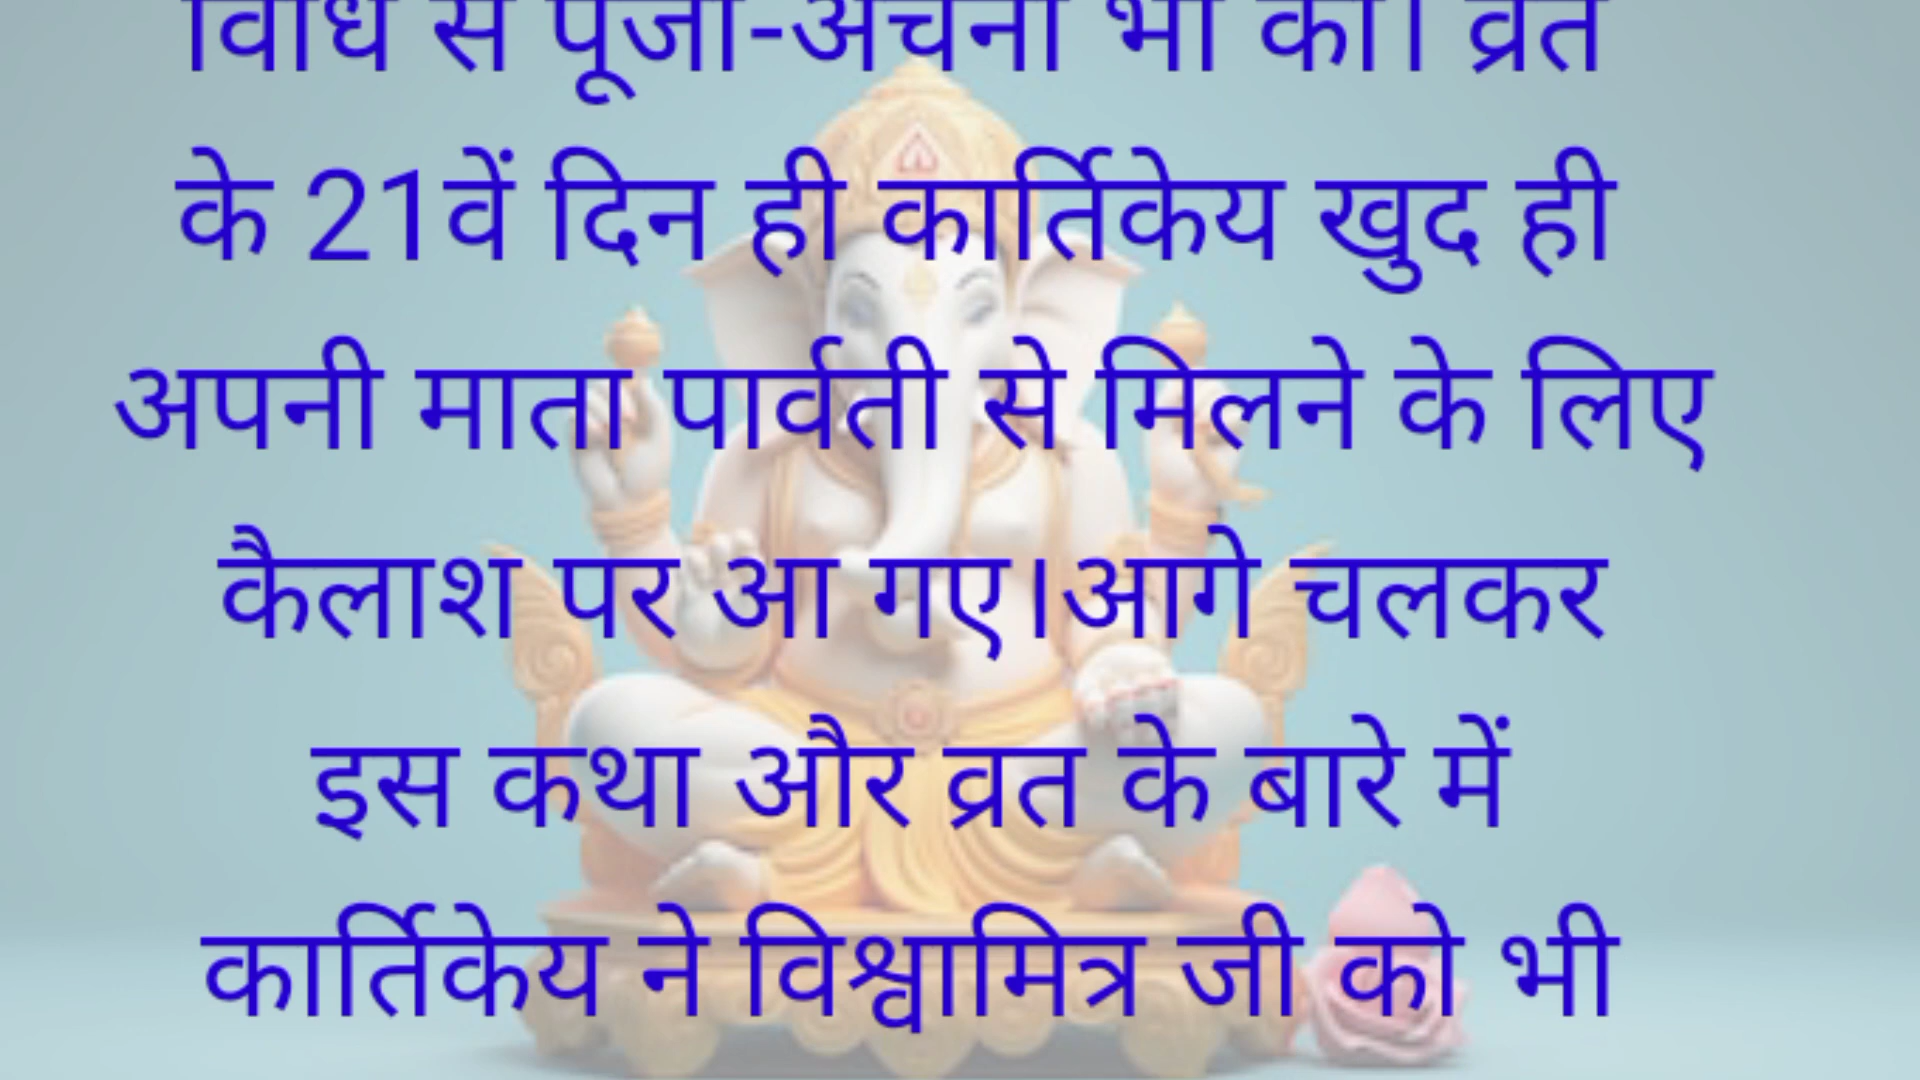 विधि से पूजा-अर्चना भी की। व्रत
के 21वें दिन ही कार्तिकेय खुद ही
अपनी माता पार्वती से मिलने के लिए
कैलाश पर आ गए।आगे चलकर
इस कथा और व्रत के बारे में
कार्तिकेय ने विश्वामित्र जी को भी